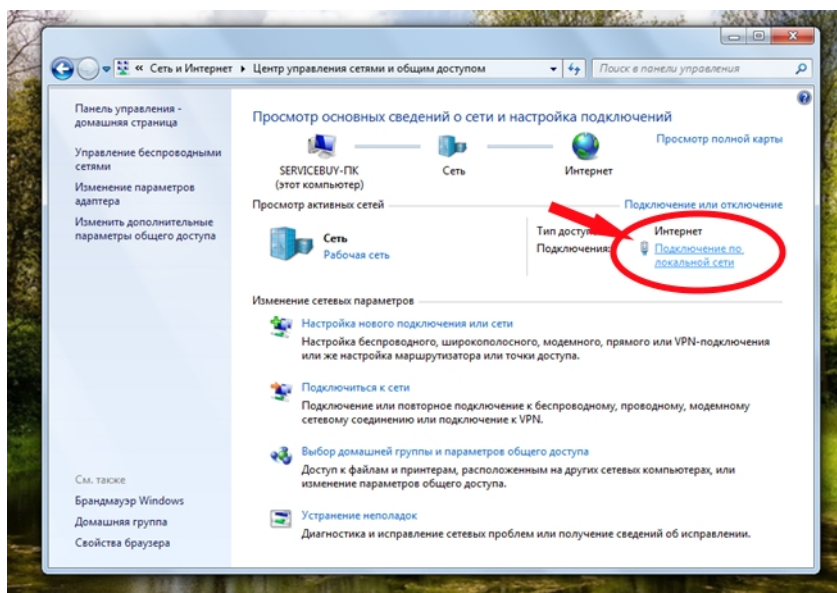 « Сеть и Интернет ▸ Центр управления сетями и общим доступом
Поиск в панели управления
Панель управления -
домашняя страница
Управление беспроводными
сетями
Изменение параметров
адаптера
Изменить дополнительные
параметры общего доступа
См. также
Брандмауэр Windows
Домашняя группа
Свойства браузера
Просмотр основных сведений о сети и настройка подключений
Просмотр полной карты
SERVICEBUY-ПК
(этот компьютер)
Сеть
Интернет
Просмотр активных сетей
Подключение или отключение
Сеть
Рабочая сеть
Тип
Интернет
Подключения:
Подключение по
локальной сети
Изменение сетевых параметров
Настройка нового подключения или сети
Настройка беспроводного, широкополосного, модемного, прямого или VPN-подключения
или же настройка маршрутизатора или точки доступа.
Подключиться к сети
Подключение или повторное подключение к беспроводному, проводному, модемному
сетевому соединению или подключение к VPN.
Выбор домашней группы и параметров общего доступа
Доступ к файлам и принтерам, расположенным на других сетевых компьютерах, или
изменение параметров общего доступа.
Устранение неполадок
Диагностика и исправление сетевых проблем или получение сведений об исправлении.